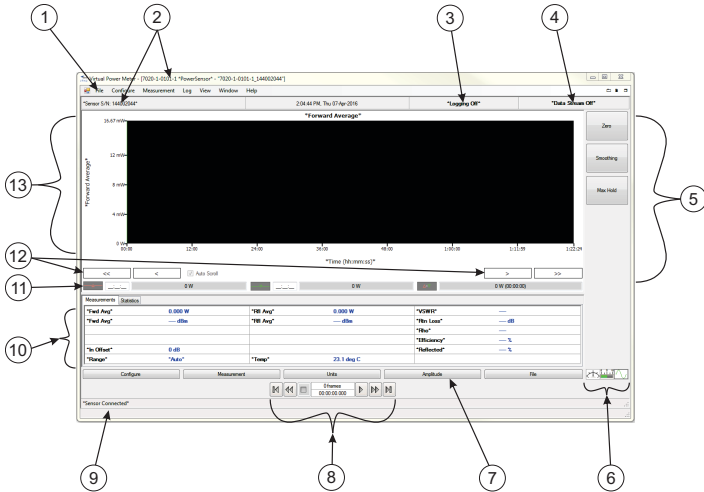 1
2
3
4
Virtual Power Meter - [7020-1-0101-1 *PowerSensor* - "7020-1-0101-1_144002044"]
File Configure Measurement Log View Window Help
"Sensor S/N: 144002044" 2:04:44 PM, Thu 07-Apr-2016 "Logging Off" "Data Stream Off"
"Forward Average"
16.67 mW
12 mW
8 mW
4 mW
0 W
"Forward Average"
00:00 12:00 24:00 36:00 48:00 1:00:00 1:11:59 1:22:24
"Time (hh:mm:ss)"
Zero
Smoothing
Max Hold
5
13
12
<< < Auto Scroll > >>
11
0 W 0 W 0 W (00:00:00)
Measurements Statistics
"Fwd Avg" 0.000 W "Rfl Avg" 0.000 W "VSWR" ---
"Fwd Avg" --- dBm "Rfl Avg" --- dBm "Rtn Loss" --- dB
"Rho" ---
"Efficiency" --- %
"In Offset" 0 dB "Reflected" --- %
"Range" "Auto" "Temp" 23.1 deg C
10
Configure Measurement Units Amplitude File
0 frames
00:00:00.000
"Sensor Connected"
9
8
7
6